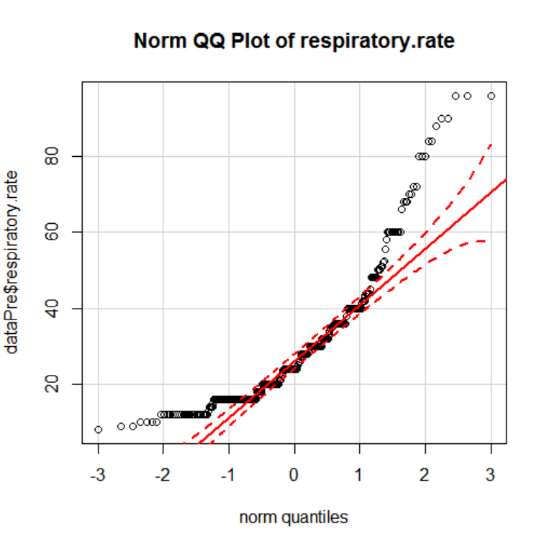 Norm QQ Plot of respiratory.rate
dataPre$respiratory.rate
80
60
40
20
-3 -2 -1 0 1 2 3
norm quantiles